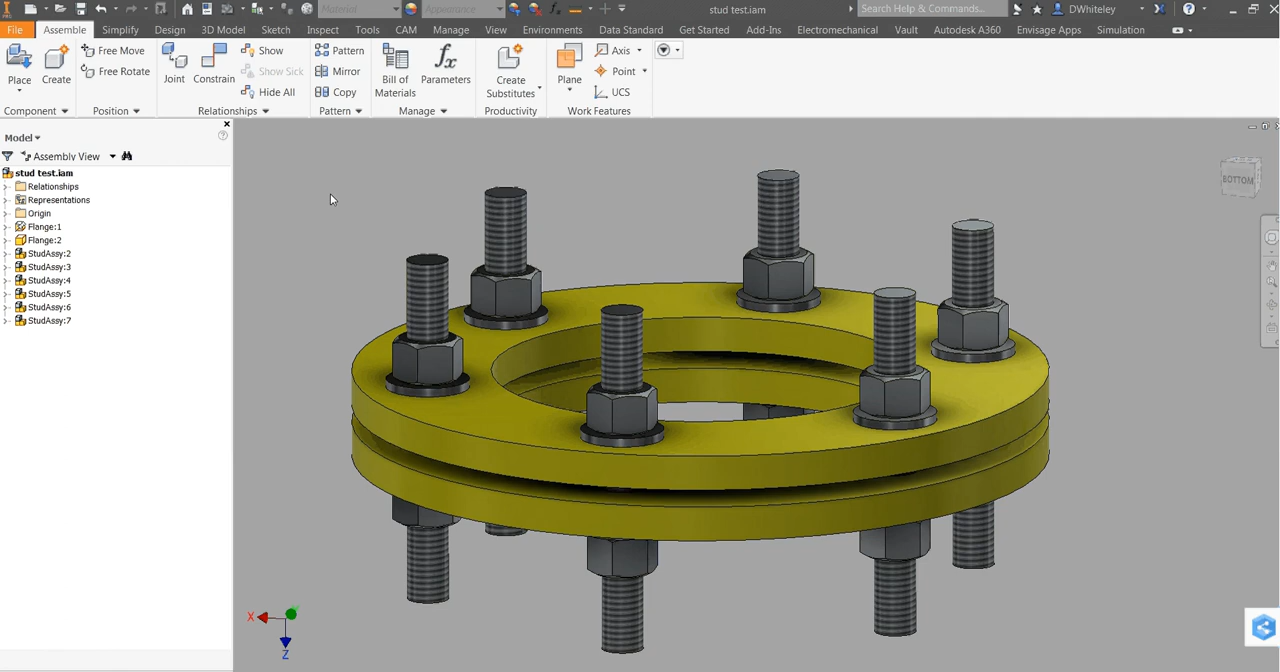 PRO
Material
Appearance
stud test.iam
Search Help & Commands...
DWhiteley
File Assemble Simplify Design 3D Model Sketch Inspect Tools CAM Manage View Environments Data Standard Get Started Add-Ins Electromechanical Vault Autodesk A360 Envisage Apps Simulation
Place
Create
Free Move
Free Rotate
Joint
Constrain
Show
Show Sick
Hide All
Pattern
Mirror
Copy
Bill of
Materials
fx
Parameters
Create
Substitutes
Plane
Axis
Point
UCS
Component Position Relationships Pattern Manage Productivity Work Features
Model
Assembly View
stud test.iam
Relationships
Representations
Origin
Flange:1
Flange:2
StudAssy:2
StudAssy:3
StudAssy:4
StudAssy:5
StudAssy:6
StudAssy:7
BOTTOM
X
Z